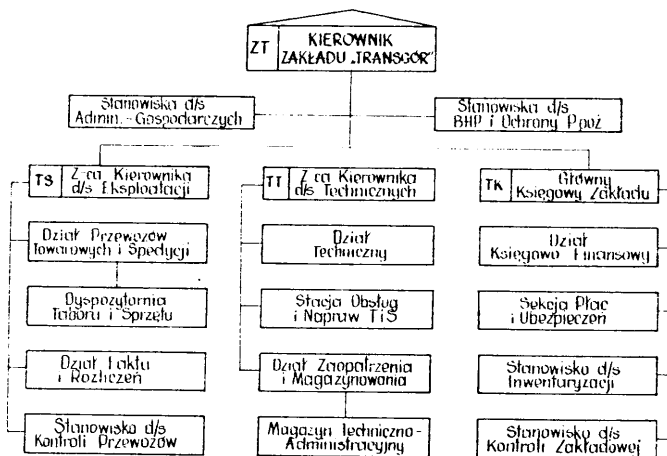 ZT
KIEROWNIK
ZAKŁADU „TRANSGÓR"
Stanowiska d/s
Admin.-Gospodarczych
Stanowiska d/s
BHP i Ochrony P.poż
TS
Z-ca Kierownika
d/s Eksploatacji
TT
Z-ca Kierownika
d/s Technicznych
TK
Główny
Księgowy Zakładu
Dział Przewozów
Towarowych i Spedycji
Dział
Techniczny
Dział
Księgowo Finansowy
Dyspozytornia
Taboru i Sprzętu
Stacja Obsług
i Napraw TiS
Sekcja Płac
i Ubezpieczeń
Dział Faktur
i Rozliczeń
Dział Zaopatrzenia
i Magazynowania
Stanowisko d/s
Inwentaryzacji
Stanowisko d/s
Kontroli Przewozów
Magazyn Techniczno-
Administracyjny
Stanowisko d/s
Kontroli Zakładowej